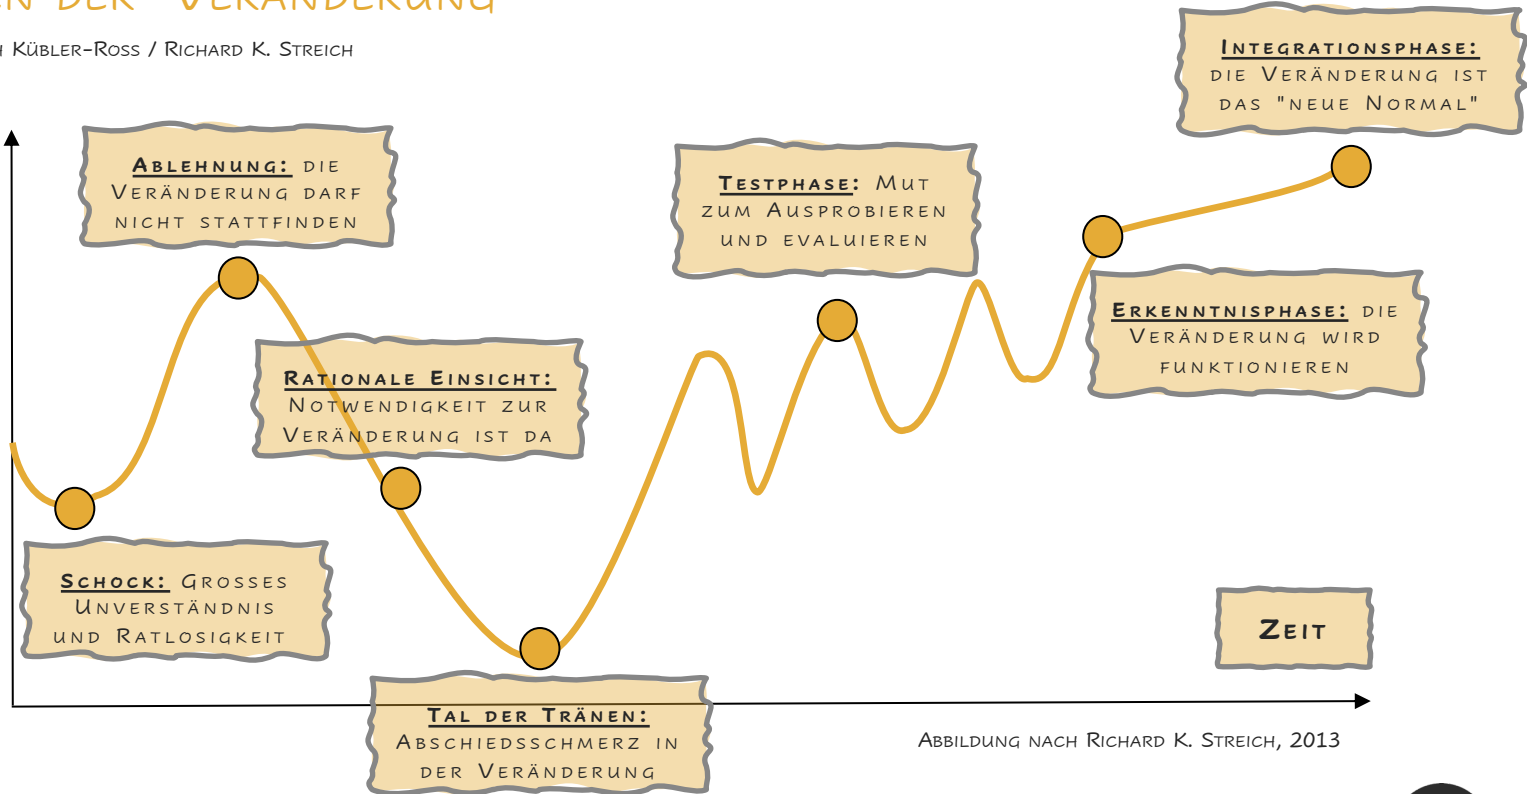 DER VERÄNDERUNG
KÜBLER-ROSS / RICHARD K. STREICH
INTEGRATIONSPHASE:
DIE VERÄNDERUNG IST
DAS "NEUE NORMAL"
ABLEHNUNG: DIE
VERÄNDERUNG DARF
NICHT STATTFINDEN
TESTPHASE: MUT
ZUM AUSPROBIEREN
UND EVALUIEREN
ERKENNTNISPHASE: DIE
VERÄNDERUNG WIRD
FUNKTIONIEREN
RATIONALE EINSICHT:
NOTWENDIGKEIT ZUR
VERÄNDERUNG IST DA
SCHOCK: GROSSES
UNVERSTÄNDNIS
UND RATLOSIGKEIT
ZEIT
TAL DER TRÄNEN:
ABSCHIEDSSCHMERZ IN
DER VERÄNDERUNG
ABBILDUNG NACH RICHARD K. STREICH, 2013